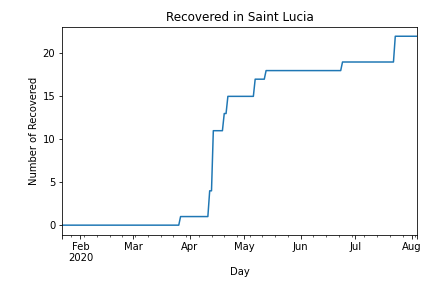 Recovered in Saint Lucia
Number of Recovered
20
15
10
5
0
Feb
2020
Mar
Apr
May
Jun
Jul
Aug
Day